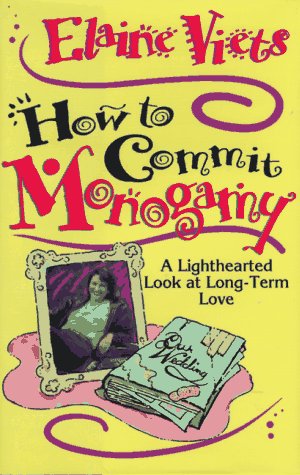 Elaine Viets
How to
Commit
Monogamy
A Lighthearted
Look at Long-Term
Love
Our
Wedding